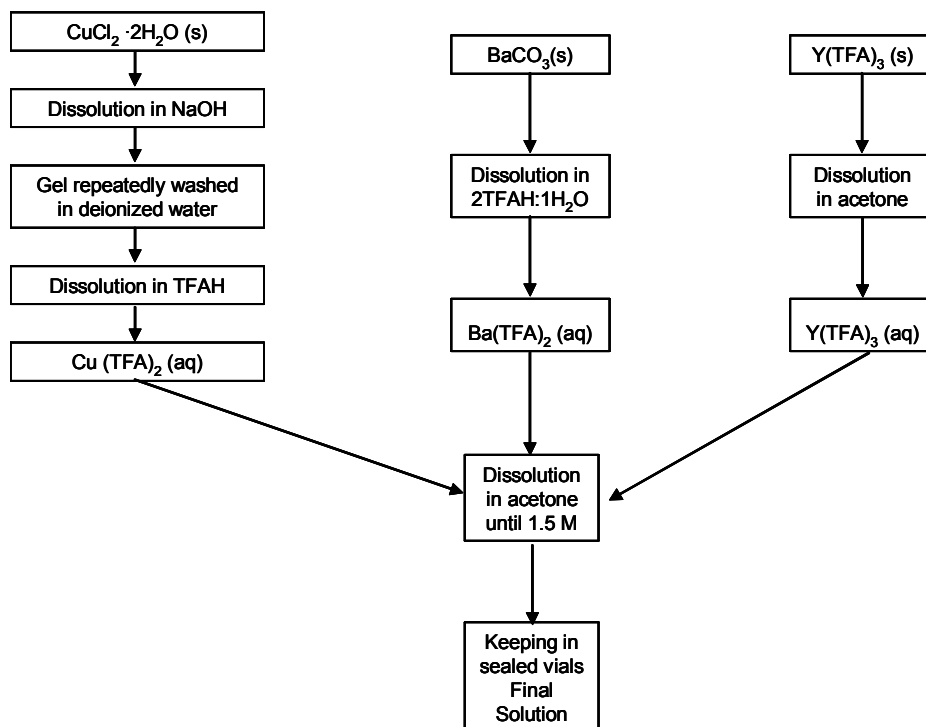 CuCl₂ ·2H₂O (s)
Dissolution in NaOH
Gel repeatedly washed
in deionized water
Dissolution in TFAH
Cu (TFA)₂ (aq)
BaCO₃(s)
Dissolution in
2TFAH:1H₂O
Ba(TFA)₂ (aq)
Y(TFA)₃ (s)
Dissolution
in acetone
Y(TFA)₃ (aq)
Dissolution
in acetone
until 1.5 M
Keeping in
sealed vials
Final
Solution